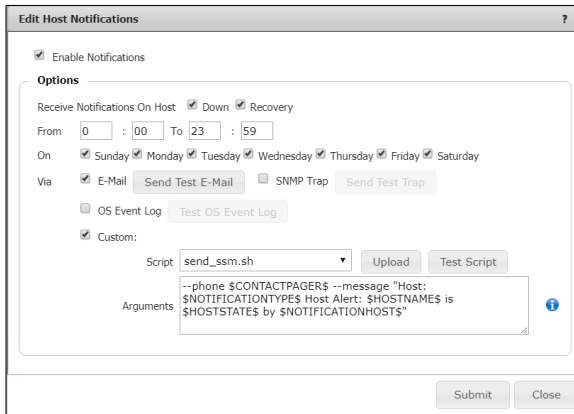 Edit Host Notifications ?
Enable Notifications
Options
Receive Notifications On Host Down Recovery
From 0 : 00 To 23 : 59
On Sunday Monday Tuesday Wednesday Thursday Friday Saturday
Via E-Mail Send Test E-Mail SNMP Trap Send Test Trap
OS Event Log Test OS Event Log
Custom:
Script send_ssm.sh Upload Test Script
Arguments --phone $CONTACTPAGER$ --message "Host:
$NOTIFICATIONTYPE$ Host Alert: $HOSTNAME$ is
$HOSTSTATE$ by $NOTIFICATIONHOST$"
Submit Close